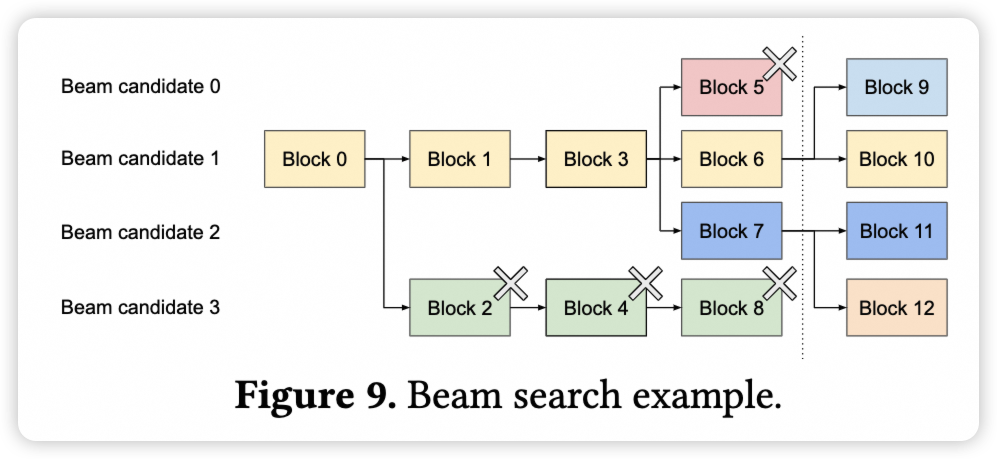 Beam candidate 0
Block 5
Block 9
Beam candidate 1
Block 0
Block 1
Block 3
Block 6
Block 10
Beam candidate 2
Block 7
Block 11
Beam candidate 3
Block 2
Block 4
Block 8
Block 12
Figure 9. Beam search example.